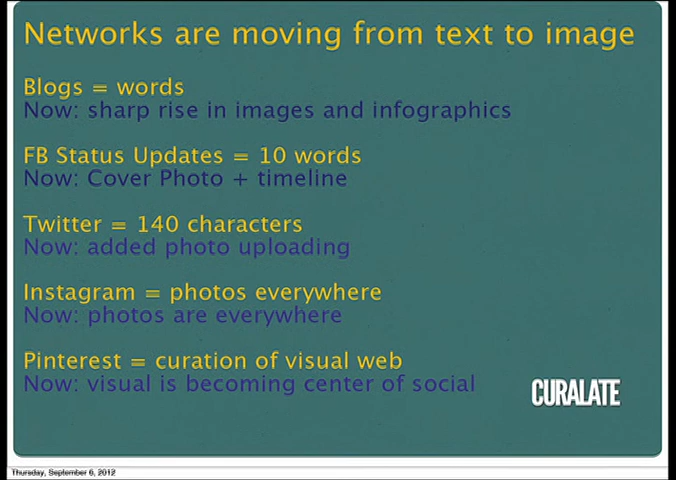 Networks are moving from text to image
Blogs = words
Now: sharp rise in images and infographics
FB Status Updates = 10 words
Now: Cover Photo + timeline
Twitter = 140 characters
Now: added photo uploading
Instagram = photos everywhere
Now: photos are everywhere
Pinterest = curation of visual web
Now: visual is becoming center of social
CURALATE
Thursday, September 6, 2012